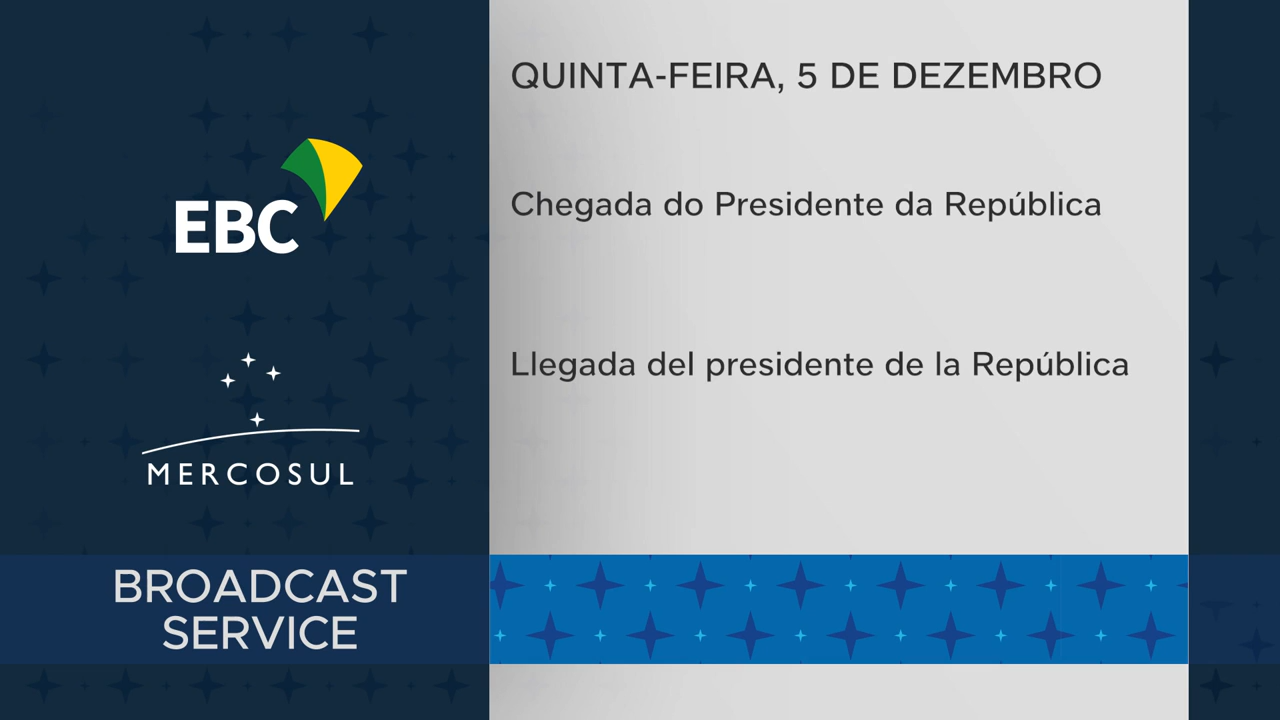 EBC
MERCOSUL
BROADCAST
SERVICE
QUINTA-FEIRA, 5 DE DEZEMBRO
Chegada do Presidente da República
Llegada del presidente de la República